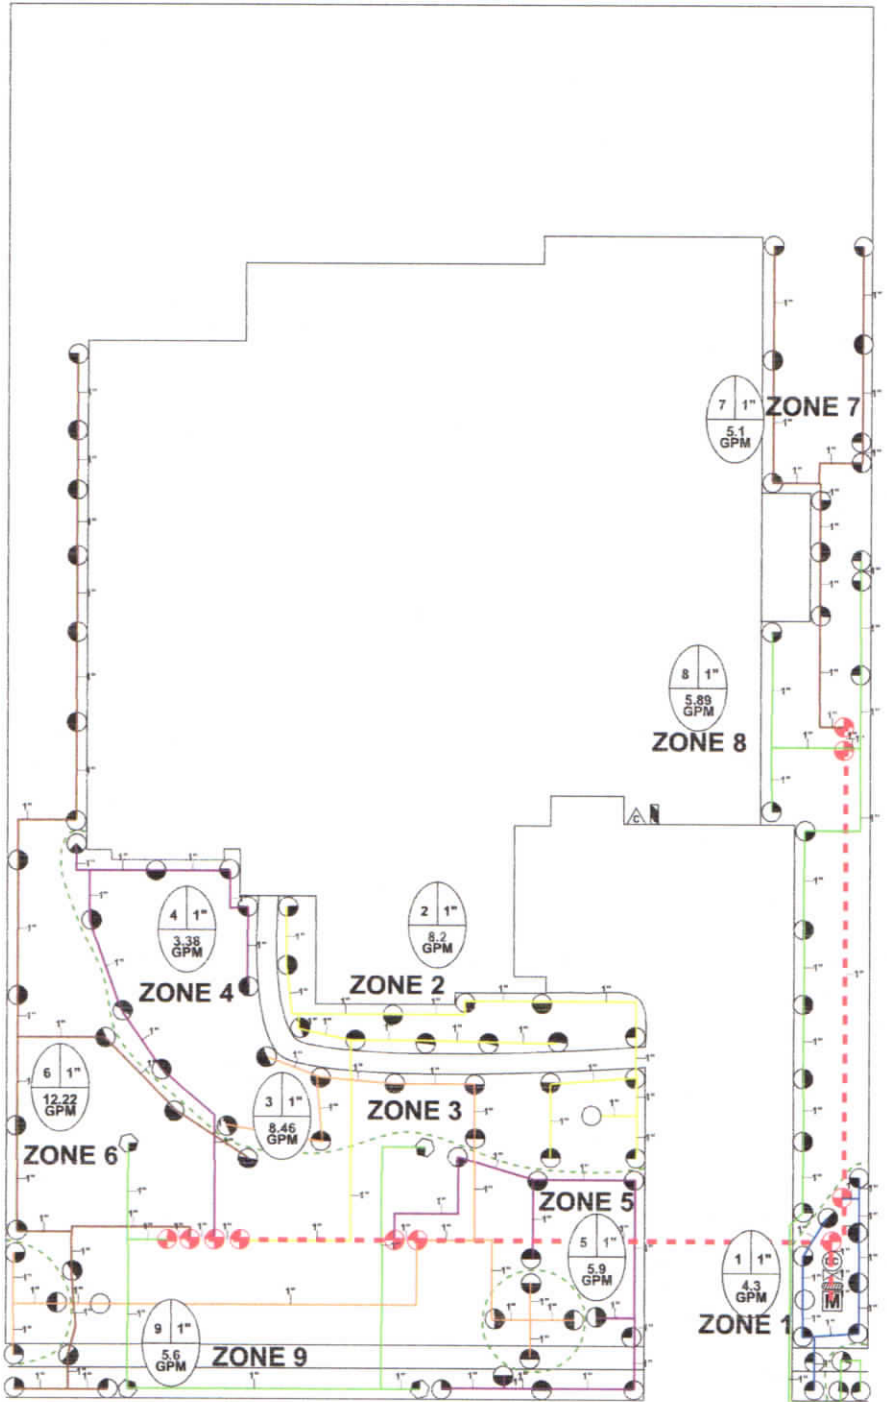 7 1"
5.1
GPM
ZONE 7
8 1"
5.89
GPM
ZONE 8
C
4 1"
3.38
GPM
ZONE 4
2 1"
8.2
GPM
ZONE 2
6 1"
12.22
GPM
ZONE 6
3 1"
8.46
GPM
ZONE 3
ZONE 5
5 1"
5.9
GPM
1 1"
4.3
GPM
ZONE 1
M
9 1"
5.6
GPM
ZONE 9